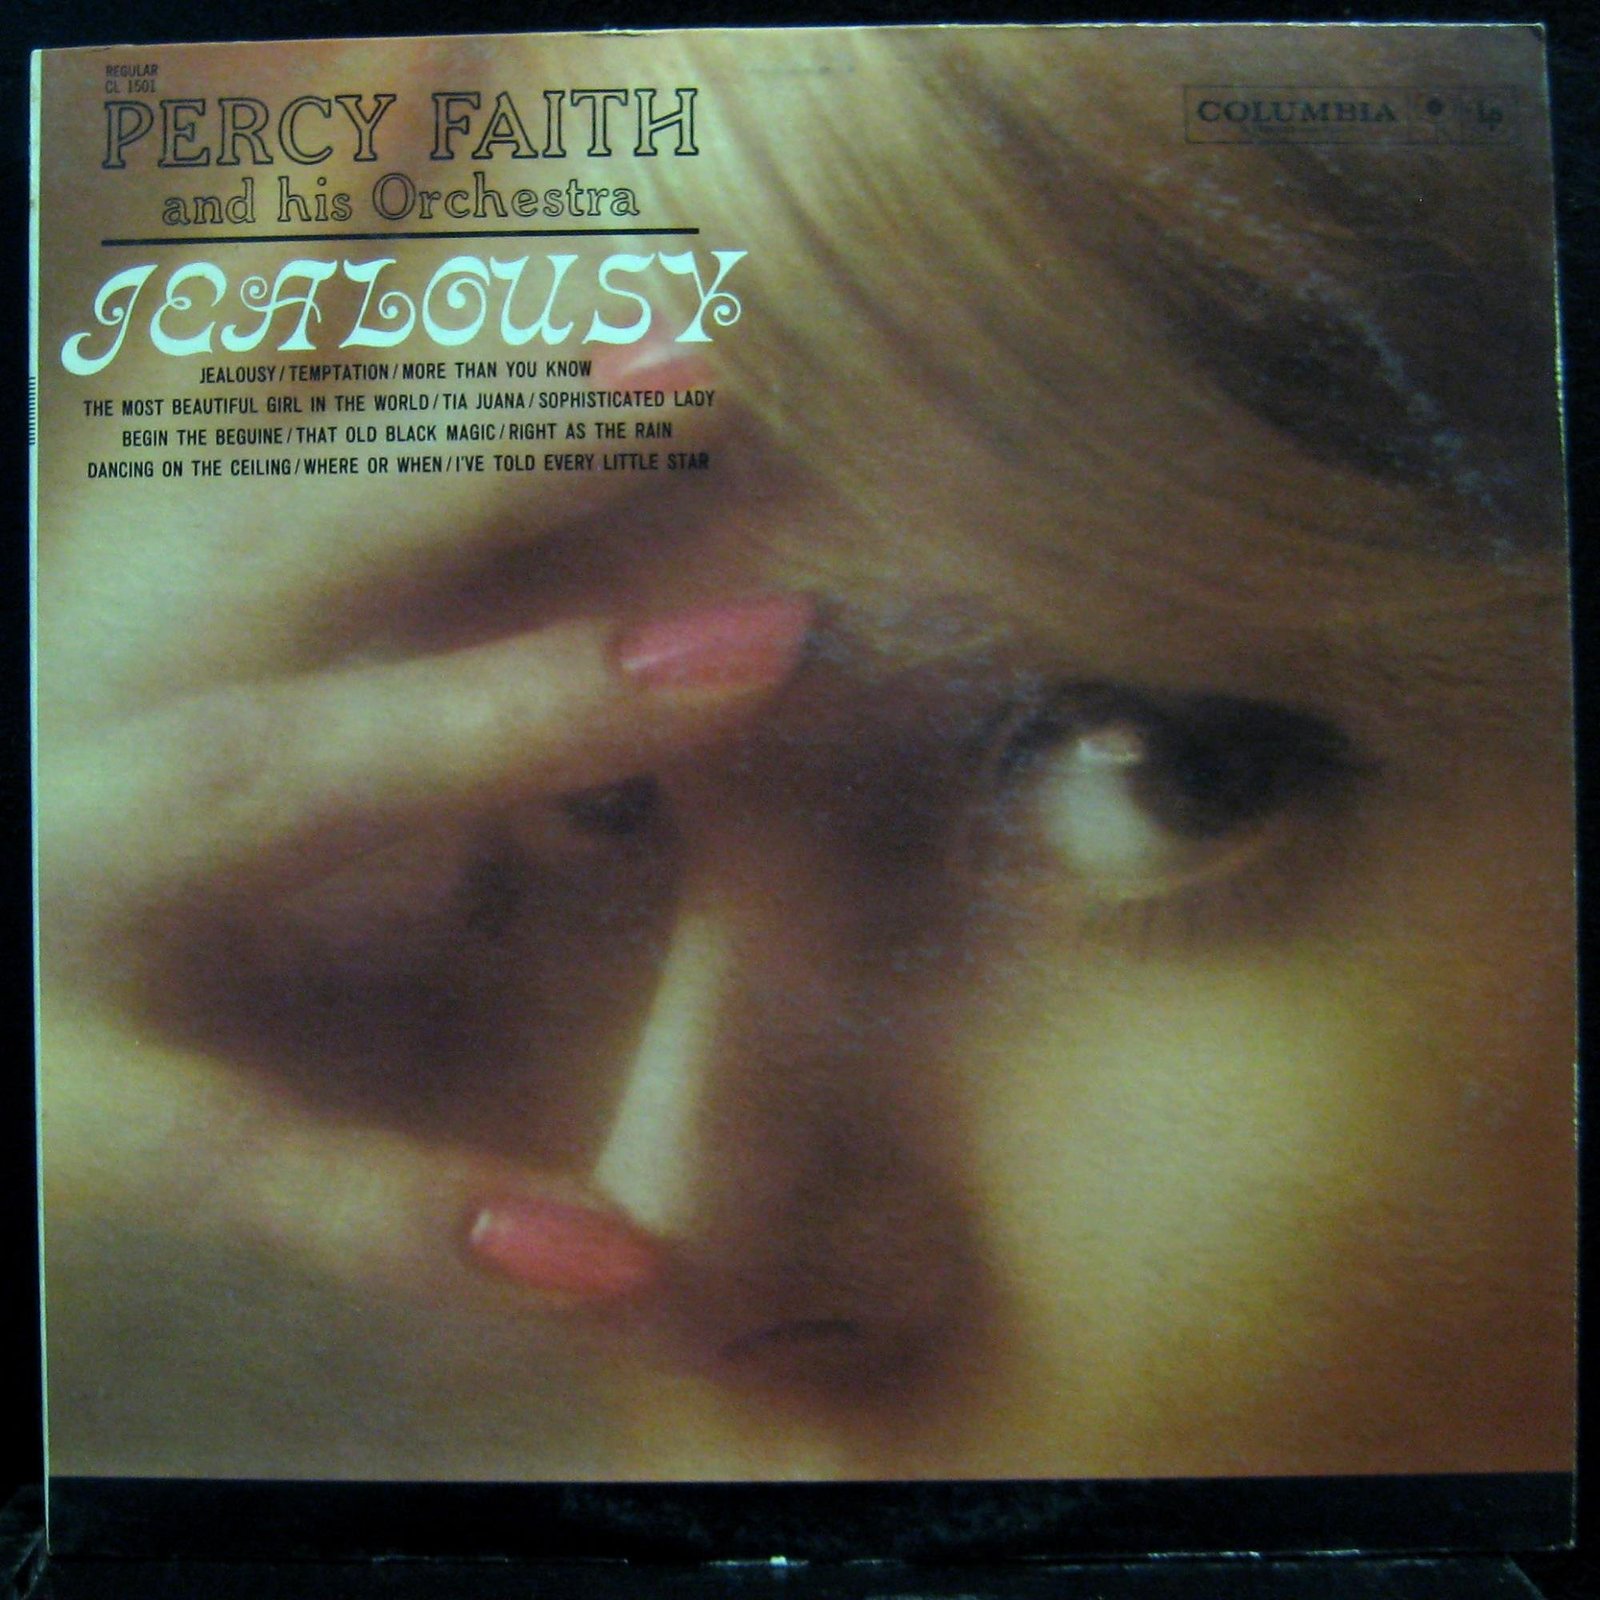 REGULAR
CL 1501
PERCY FAITH
and his Orchestra
JEALOUSY
JEALOUSY/TEMPTATION/MORE THAN YOU KNOW
THE MOST BEAUTIFUL GIRL IN THE WORLD/TIA JUANA/SOPHISTICATED LADY
BEGIN THE BEGUINE/THAT OLD BLACK MAGIC/RIGHT AS THE RAIN
DANCING ON THE CEILING/WHERE OR WHEN/I'VE TOLD EVERY LITTLE STAR
COLUMBIA lp